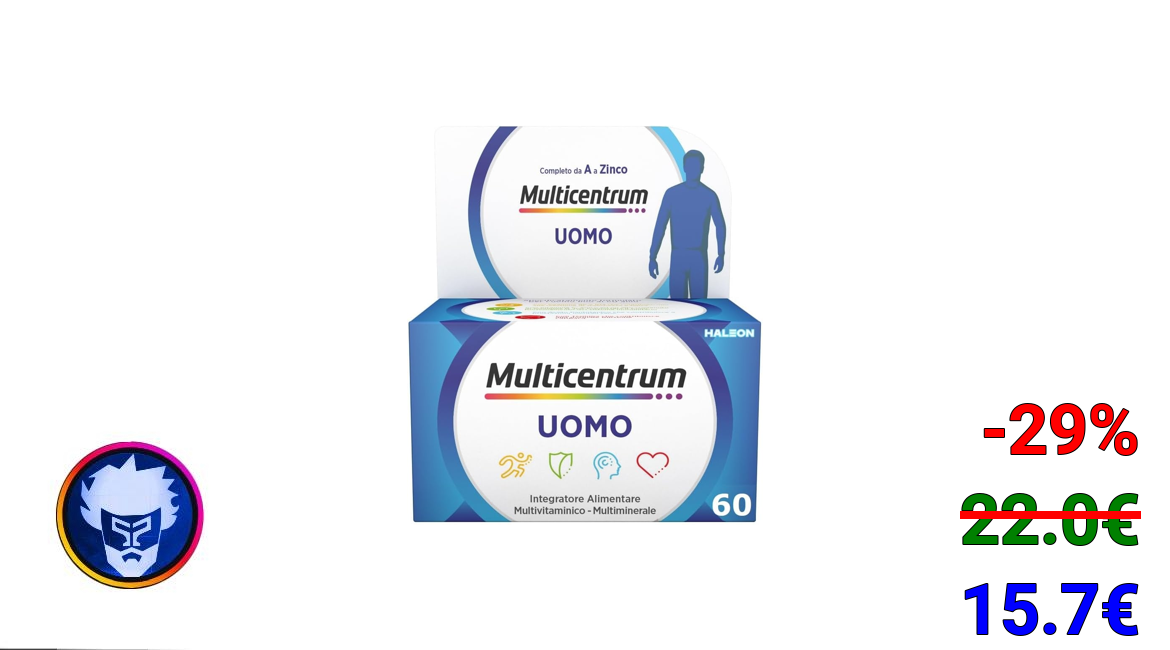 Completo da A a Zinco
Multicentrum
UOMO
HALEON
Multicentrum
UOMO
Integratore Alimentare
Multivitaminico - Multiminerale
60
-29%
22.0€
15.7€